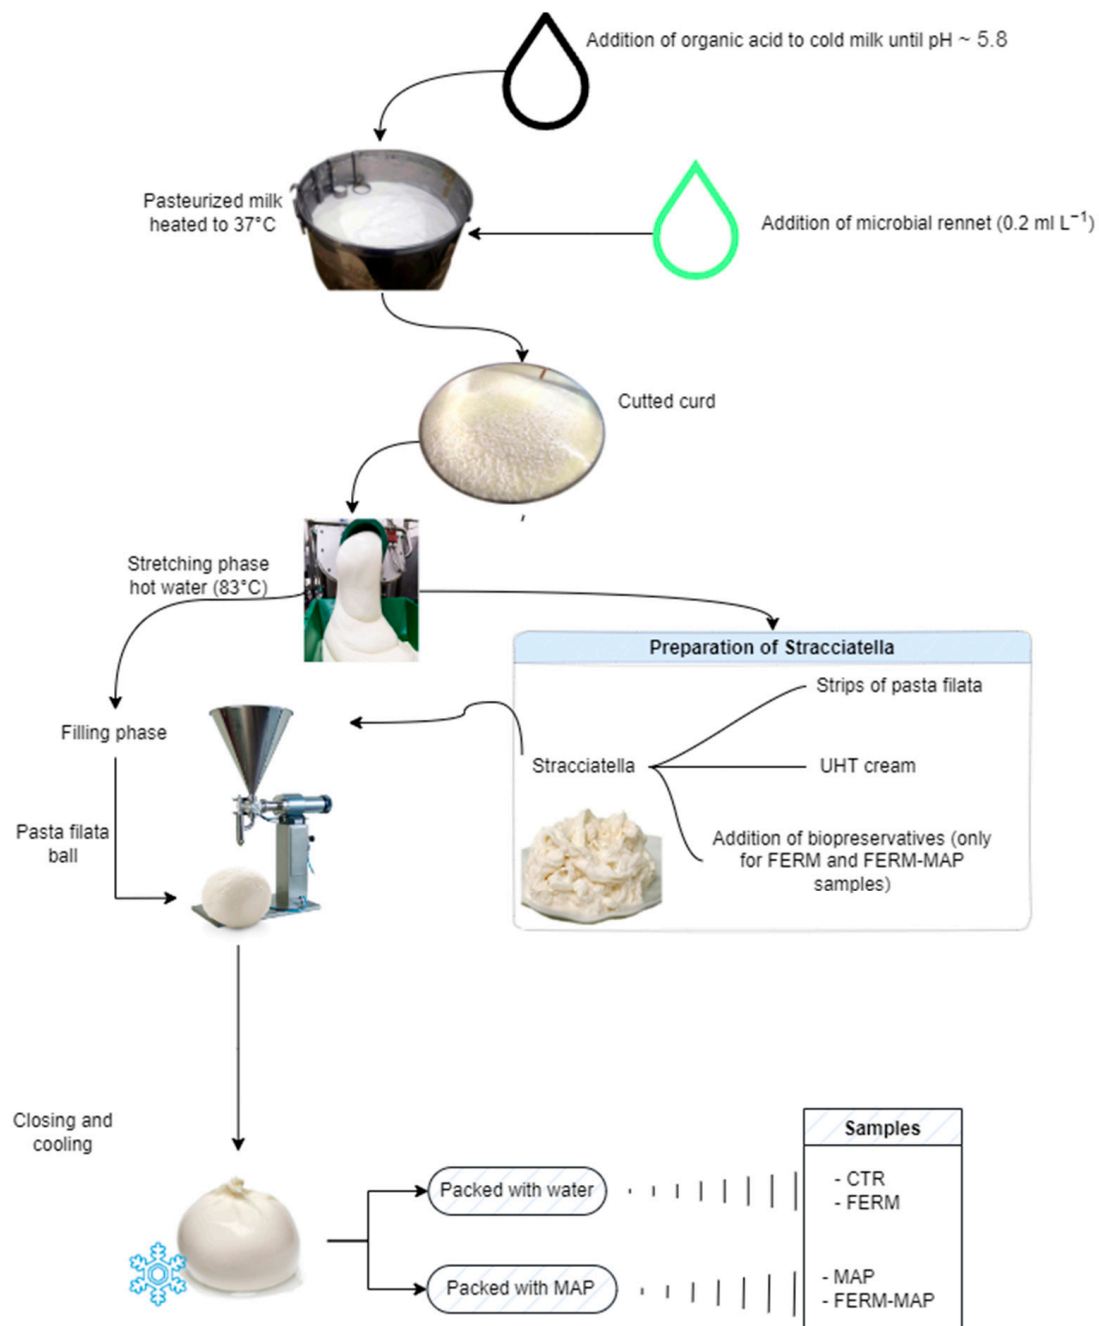 Addition of organic acid to cold milk until pH ~ 5.8
Pasteurized milk
heated to 37°C
Addition of microbial rennet (0.2 ml L⁻¹)
Cutted curd
,
Stretching phase
hot water (83°C)
Preparation of Stracciatella
Strips of pasta filata
Filling phase
Stracciatella
UHT cream
Pasta filata
ball
Addition of biopreservatives (only
for FERM and FERM-MAP
samples)
Closing and
cooling
Samples
Packed with water
- CTR
- FERM
Packed with MAP
- MAP
- FERM-MAP